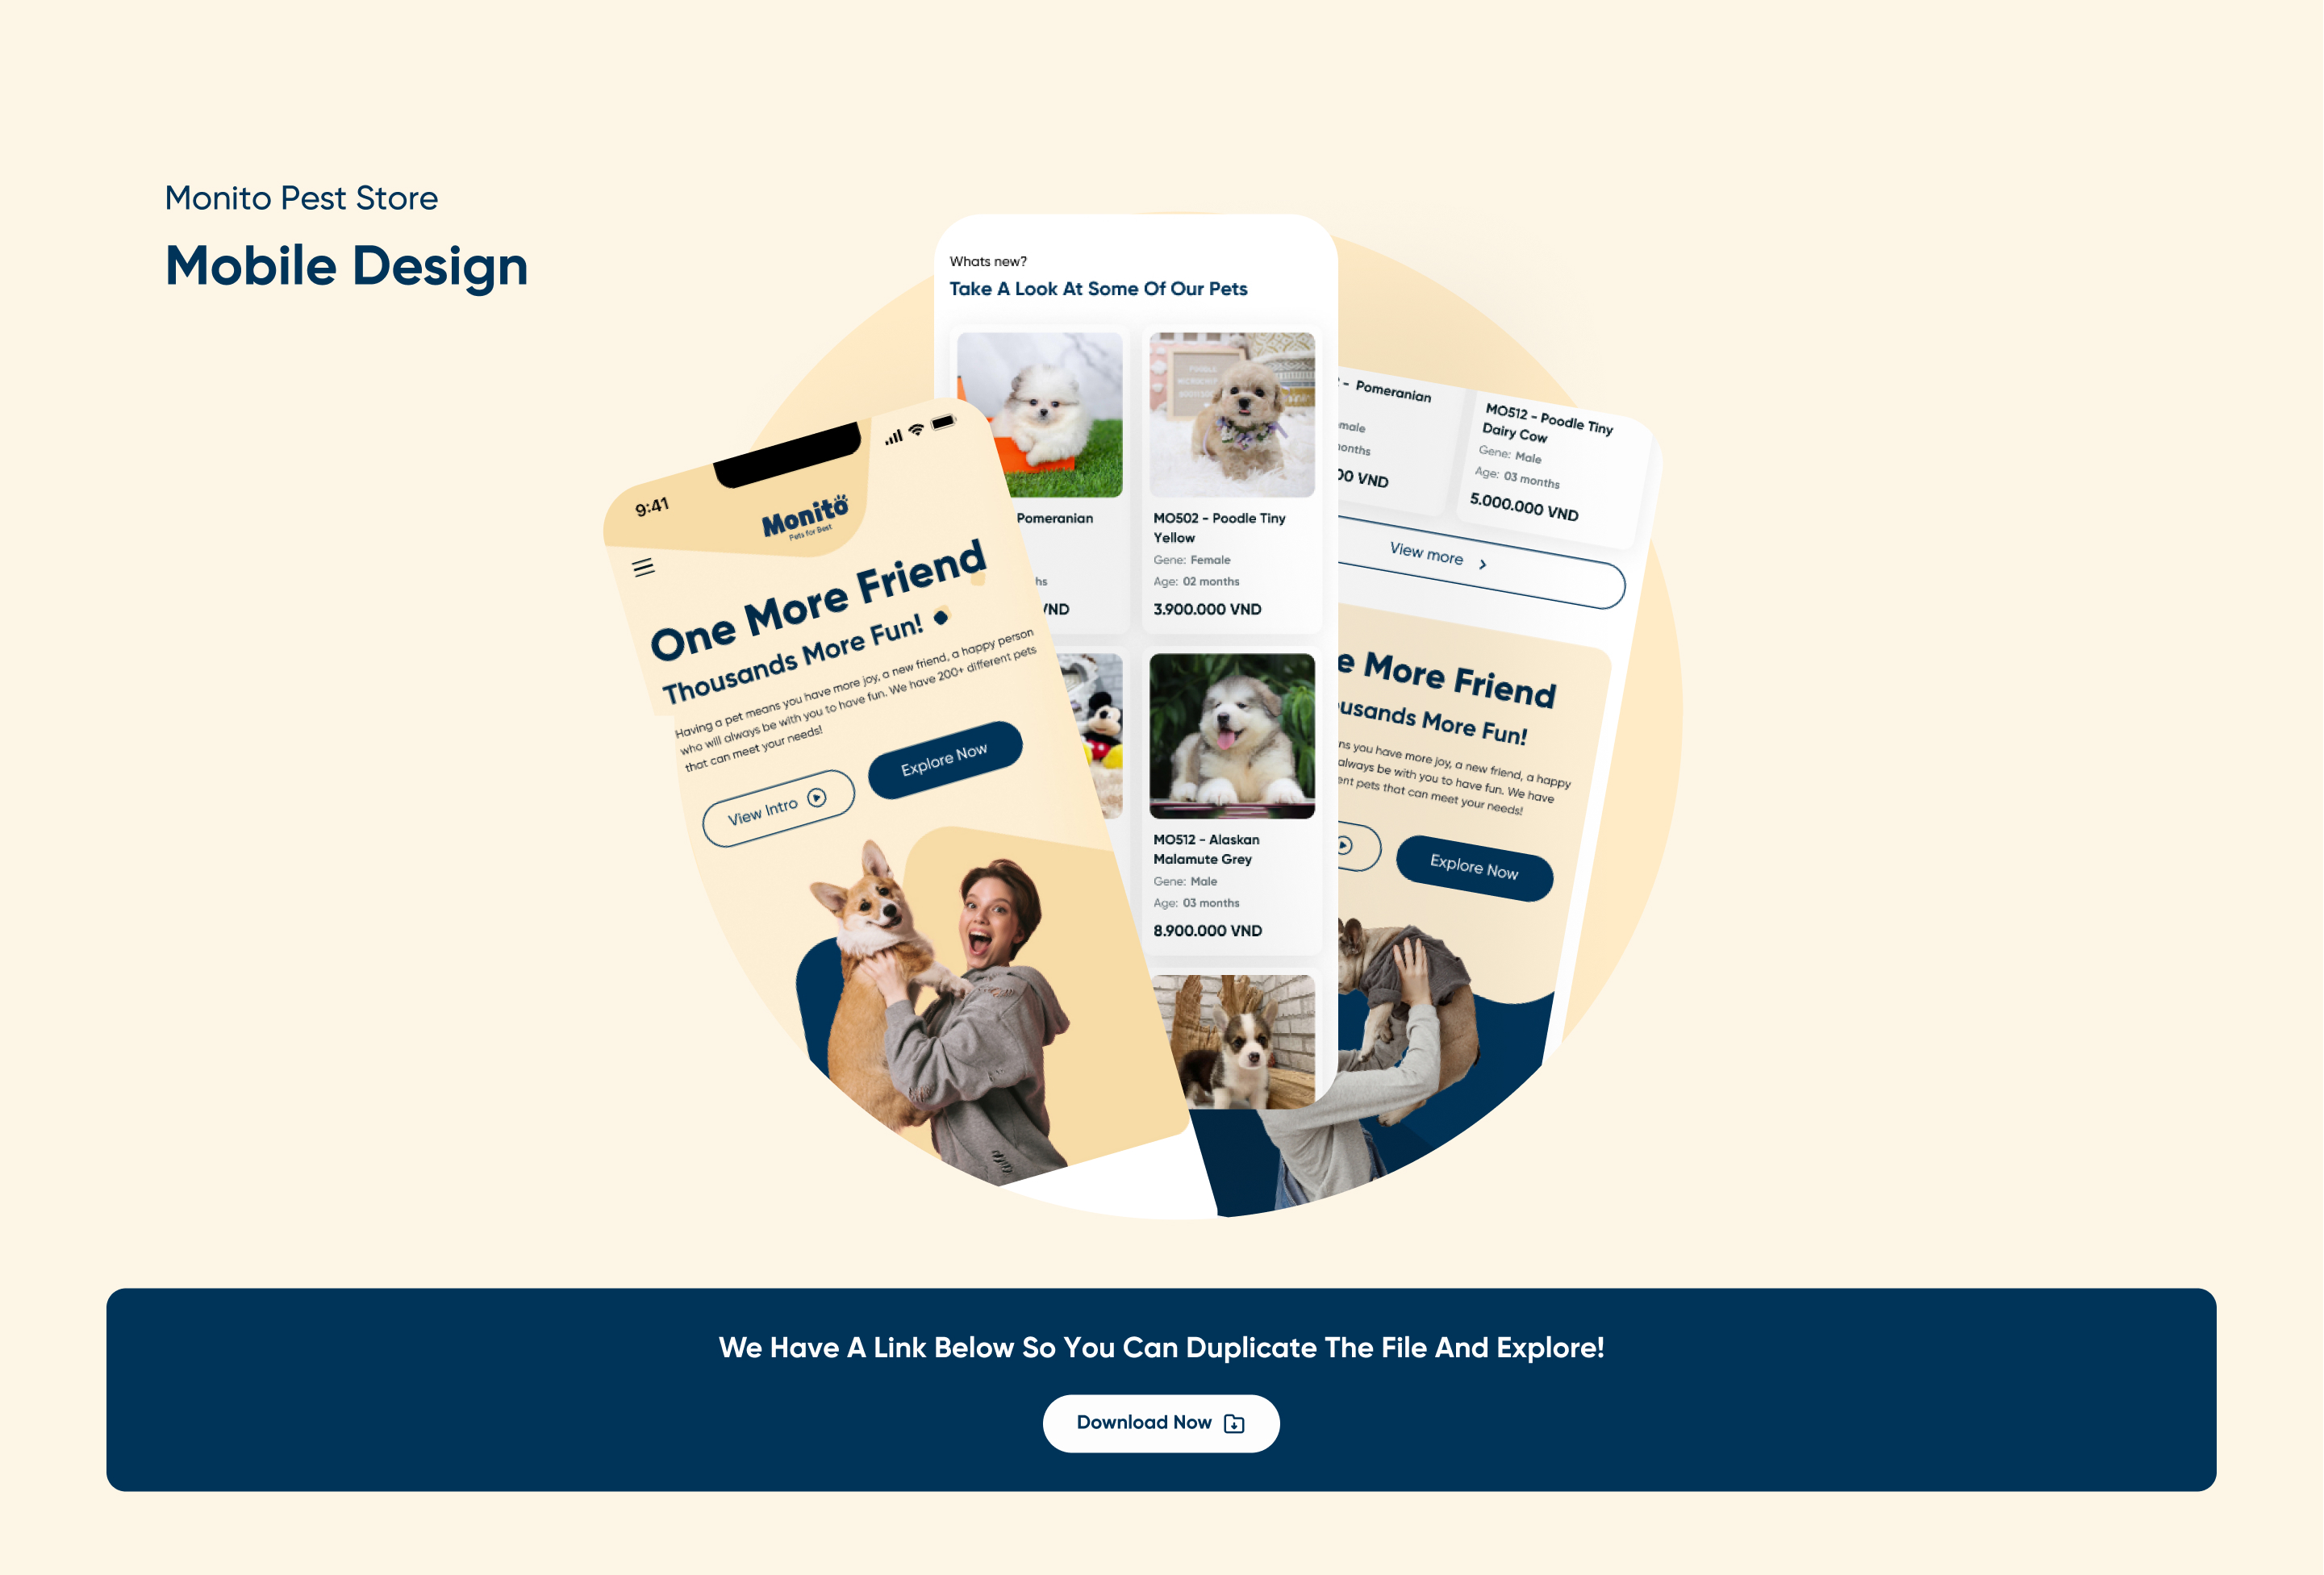 Monito Pest Store
Mobile Design
9:41
Monito
Pets for Best
One More Friend
Thousands More Fun!
Having a pet means you have more joy, a new friend, a happy person
who will always be with you to have fun. We have 200+ different pets
that can meet your needs!
View Intro
Explore Now
Whats new?
Take A Look At Some Of Our Pets
Pomeranian
hs
VND
MO502 - Poodle Tiny
Yellow
Gene: Female
Age: 02 months
3.900.000 VND
MO512 - Alaskan
Malamute Grey
Gene: Male
Age: 03 months
8.900.000 VND
- Pomeranian
male
months
00 VND
MO512 - Poodle Tiny
Dairy Cow
Gene: Male
Age: 03 months
5.000.000 VND
View more
e More Friend
usands More Fun!
ns you have more joy, a new friend, a happy
always be with you to have fun. We have
ent pets that can meet your needs!
Explore Now
We Have A Link Below So You Can Duplicate The File And Explore!
Download Now